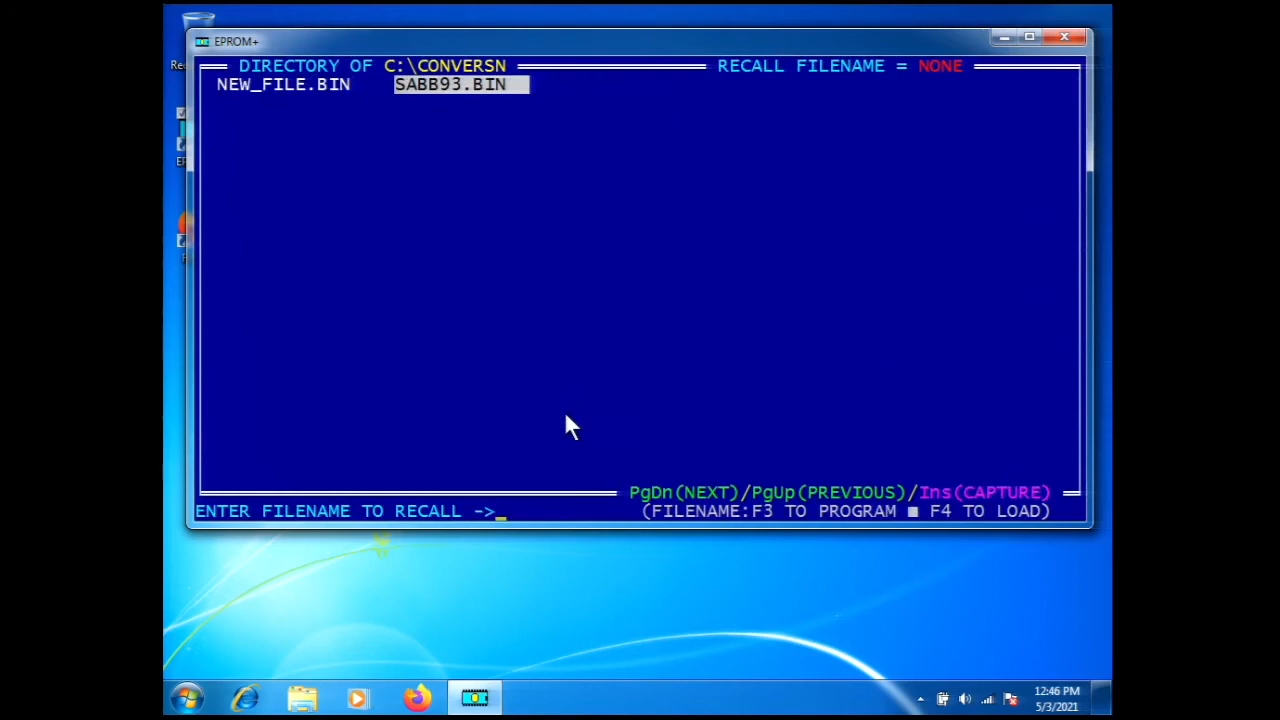 EPROM+
DIRECTORY OF C:\CONVERSN RECALL FILENAME = NONE
NEW_FILE.BIN SABB93.BIN
PgDn(NEXT)/PgUp(PREVIOUS)/Ins(CAPTURE)
ENTER FILENAME TO RECALL ->_ (FILENAME:F3 TO PROGRAM ■ F4 TO LOAD)
12:46 PM
5/3/2021